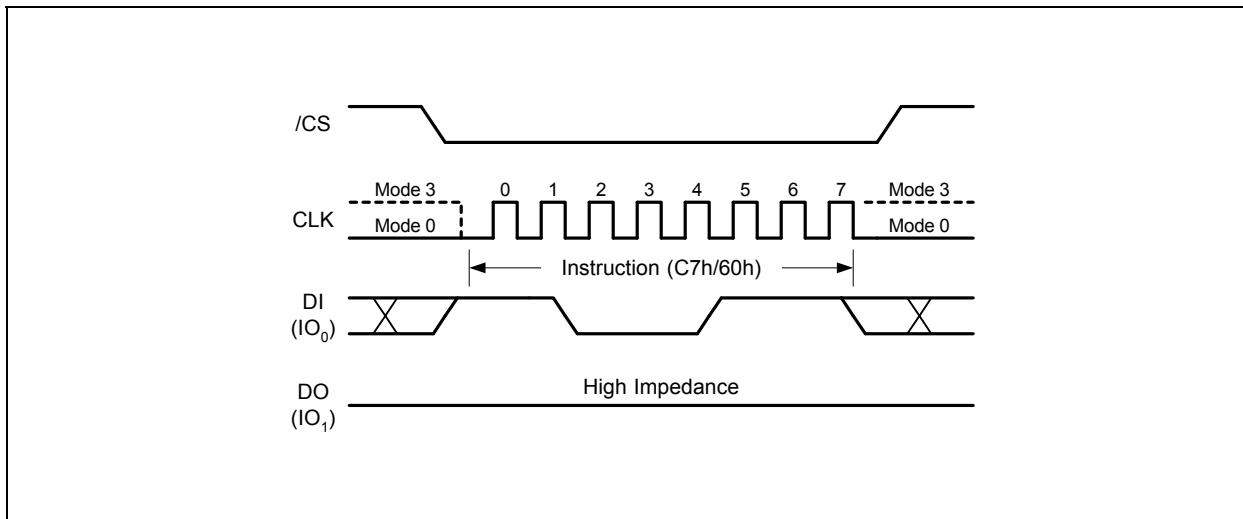 /CS
Mode 3 0 1 2 3 4 5 6 7 Mode 3
CLK
Mode 0 Mode 0
Instruction (C7h/60h)
DI
(IO0)
High Impedance
DO
(IO1)